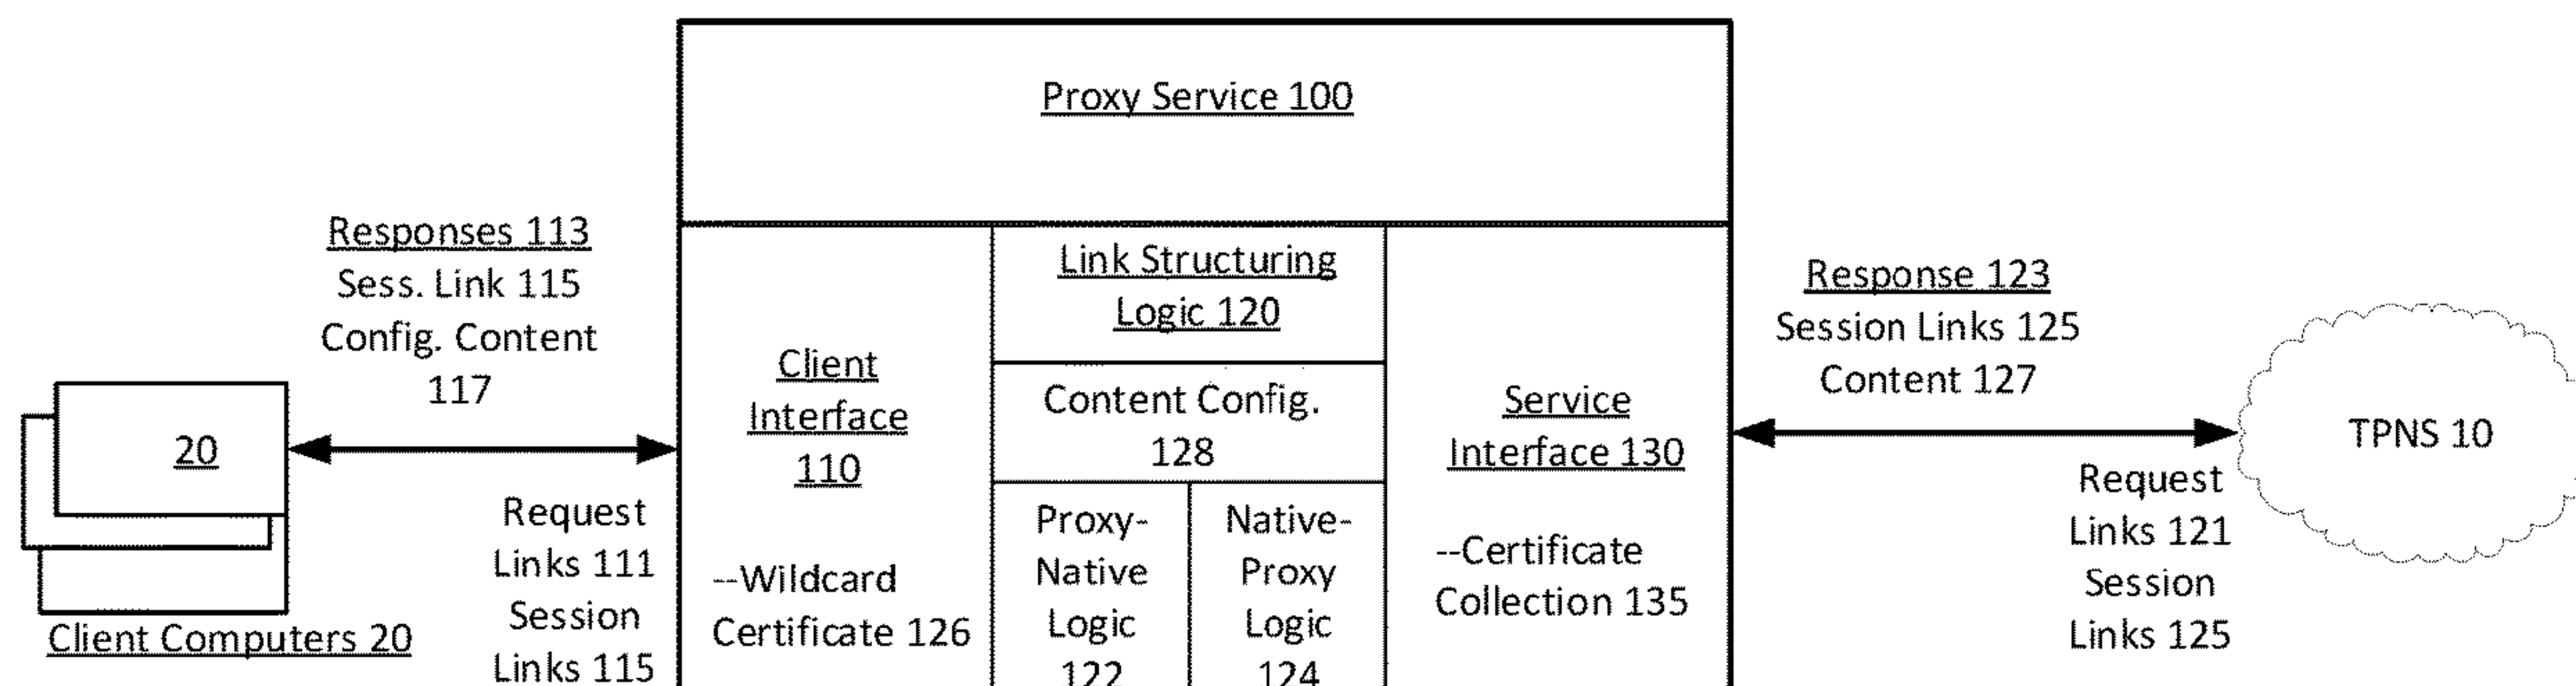 Proxy Service 100
Responses 113
Sess. Link 115
Config. Content
117
20
Client Computers 20
Request
Links 111
Session
Links 115
Client
Interface
110
--Wildcard
Certificate 126
Link Structuring
Logic 120
Content Config.
128
Proxy-
Native
Logic
122
Native-
Proxy
Logic
124
Service
Interface 130
--Certificate
Collection 135
Response 123
Session Links 125
Content 127
Request
Links 121
Session
Links 125
TPNS 10